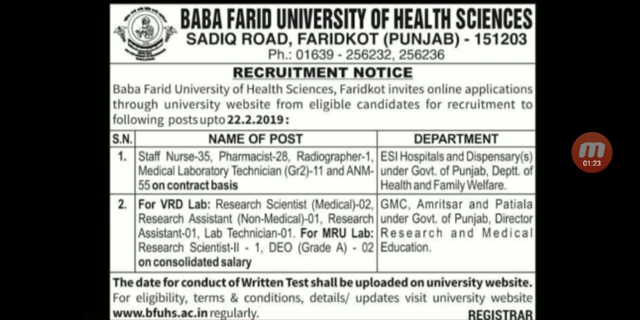 BABA FARID UNIVERSITY OF HEALTH SCIENCES
SADIQ ROAD, FARIDKOT (PUNJAB) - 151203
Ph.: 01639 - 256232, 256236
RECRUITMENT NOTICE
Baba Farid University of Health Sciences, Faridkot invites online applications
through university website from eligible candidates for recruitment to
following posts upto 22.2.2019 :
S.N. NAME OF POST DEPARTMENT
1. Staff Nurse-35, Pharmacist-28, Radiographer-1, ESI Hospitals and Dispensary(s)
Medical Laboratory Technician (Gr2)-11 and ANM- under Govt. of Punjab, Deptt. of
55 on contract basis Health and Family Welfare.
2. For VRD Lab: Research Scientist (Medical)-02, GMC, Amritsar and Patiala
Research Assistant (Non-Medical)-01, Research under Govt. of Punjab, Director
Assistant-01, Lab Technician-01. For MRU Lab: Research and Medical
Research Scientist-II - 1, DEO (Grade A) - 02 Education.
on consolidated salary
The date for conduct of Written Test shall be uploaded on university website.
For eligibility, terms & conditions, details/ updates visit university website
www.bfuhs.ac.in regularly. REGISTRAR
01:23